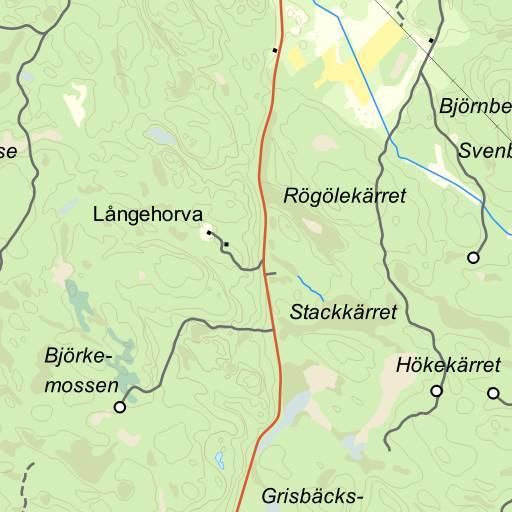 Björnbe
Svenb
se
Rögölekärret
Långehorva
Stackkärret
Björke-
mossen
Hökekärret
Grisbäcks-